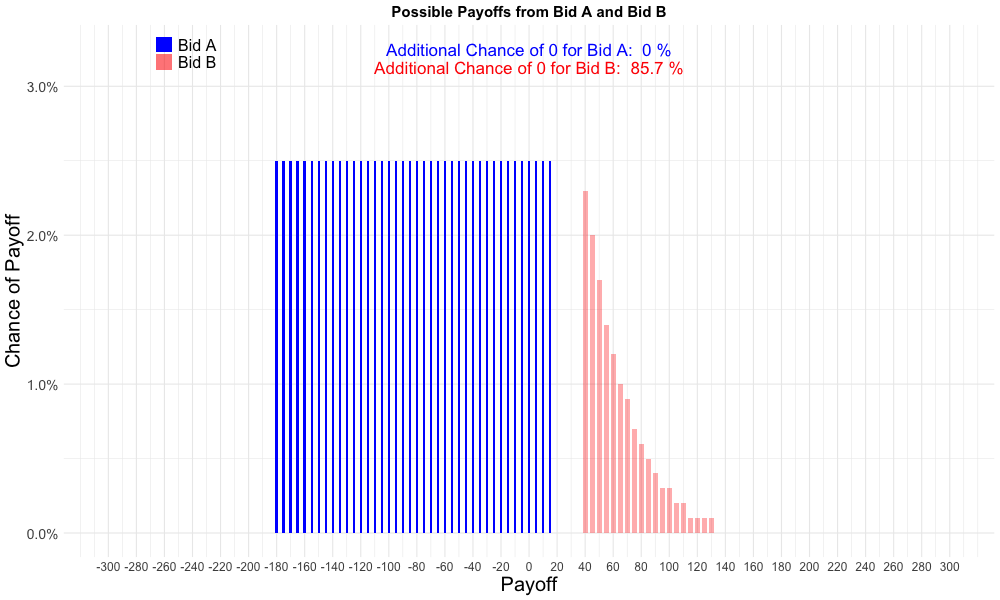 Possible Payoffs from Bid A and Bid B
Bid A
Bid B
Additional Chance of 0 for Bid A:  0 %
Additional Chance of 0 for Bid B:  85.7 %
3.0%
2.0%
1.0%
0.0%
Chance of Payoff
-300 -280 -260 -240 -220 -200 -180 -160 -140 -120 -100 -80 -60 -40 -20 0 20 40 60 80 100 120 140 160 180 200 220 240 260 280 300
Payoff